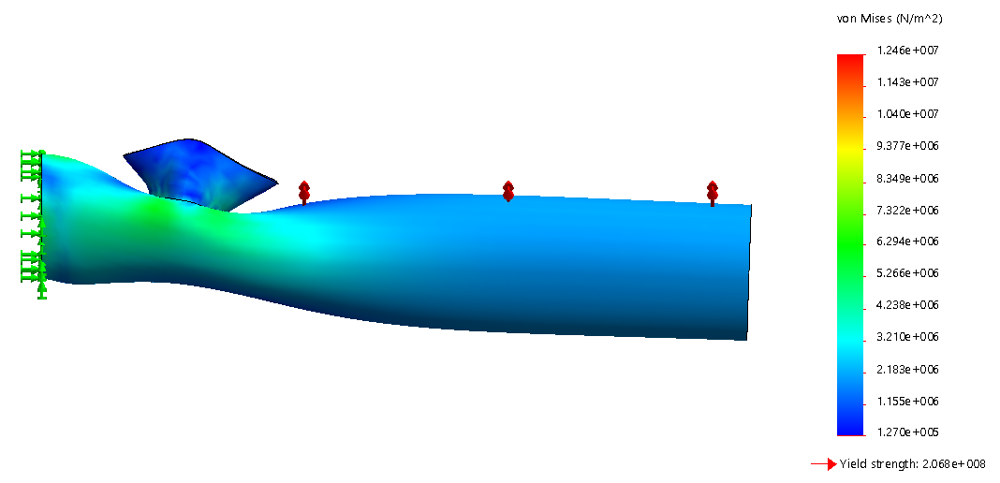 von Mises (N/m^2)
1.246e+007
1.143e+007
1.040e+007
9.377e+006
8.349e+006
7.322e+006
6.294e+006
5.266e+006
4.238e+006
3.210e+006
2.183e+006
1.155e+006
1.270e+005
Yield strength: 2.068e+008